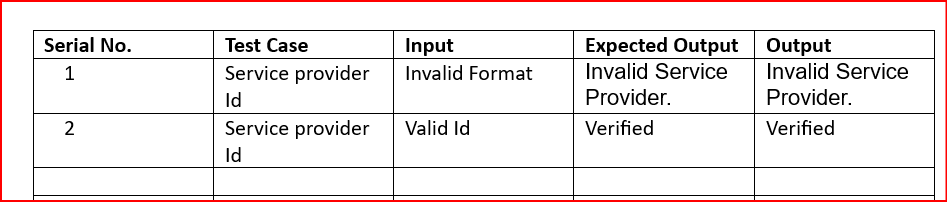 Serial No. Test Case Input Expected Output Output
1 Service provider Id Invalid Format Invalid Service Provider. Invalid Service Provider.
2 Service provider Id Valid Id Verified Verified